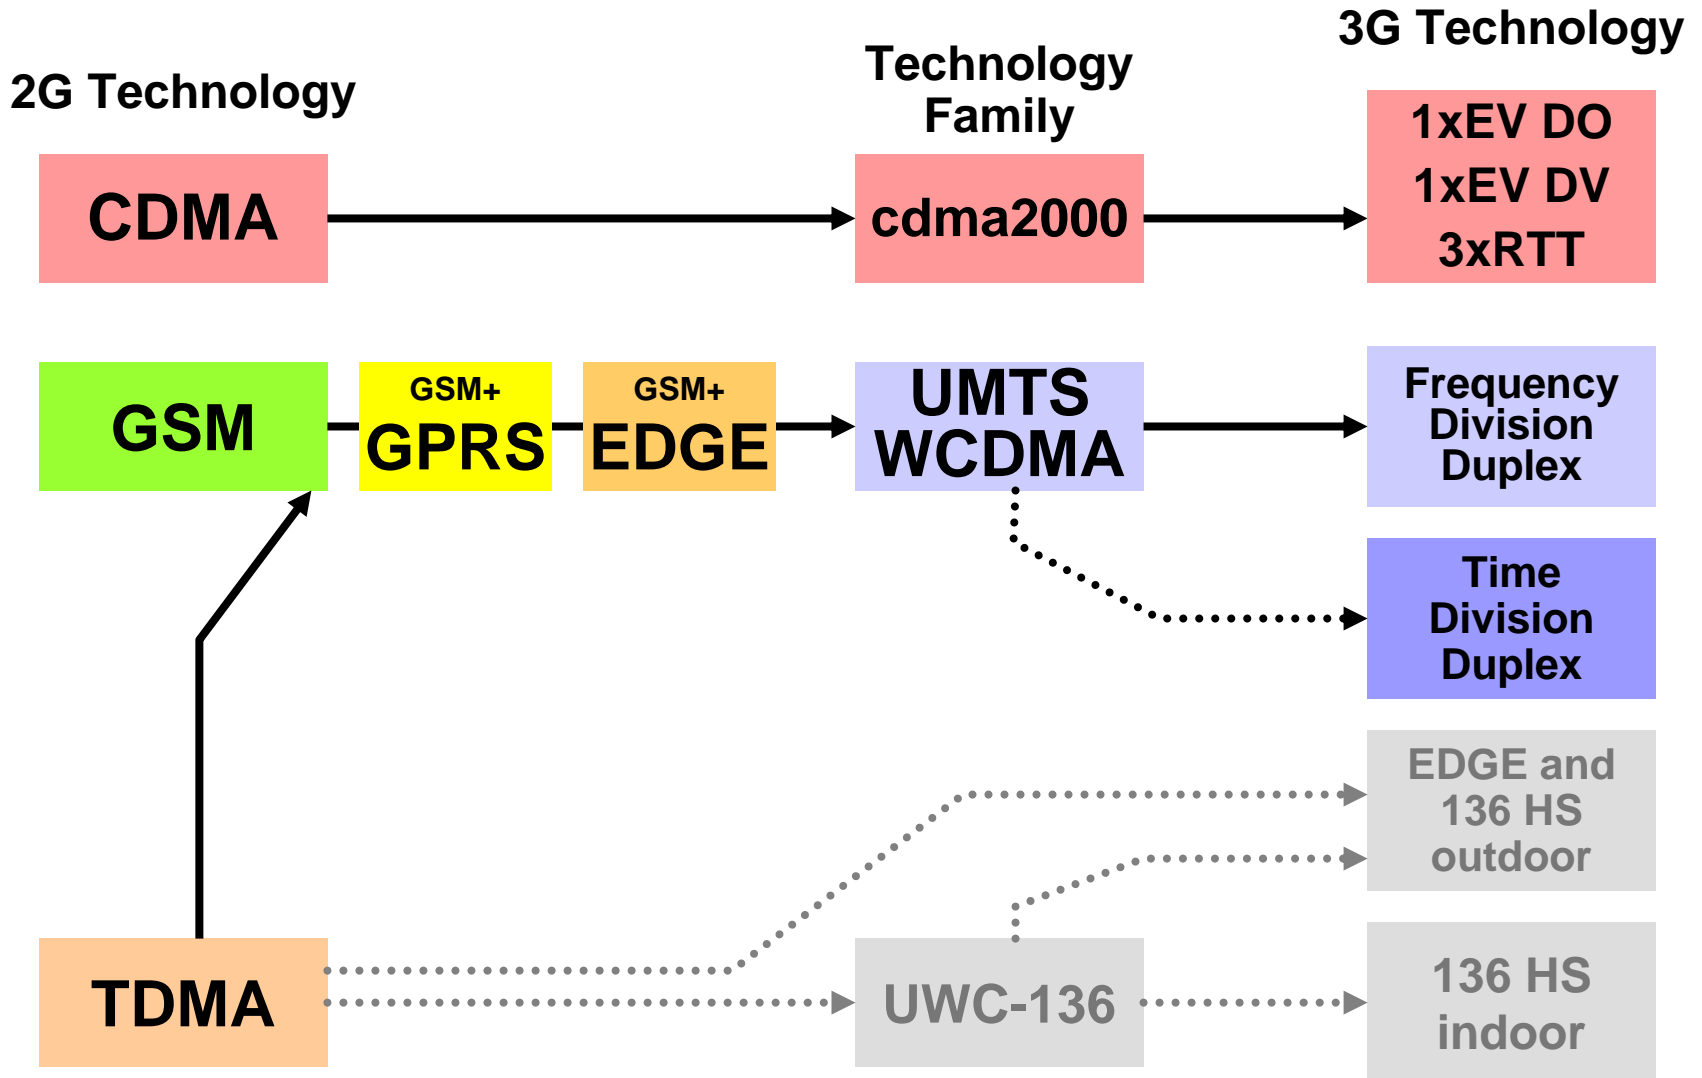 2G Technology
Technology
Family
3G Technology
CDMA
cdma2000
1xEV DO
1xEV DV
3xRTT
GSM
GSM+
GPRS
GSM+
EDGE
UMTS
WCDMA
Frequency
Division
Duplex
Time
Division
Duplex
EDGE and
136 HS
outdoor
TDMA
UWC-136
136 HS
indoor